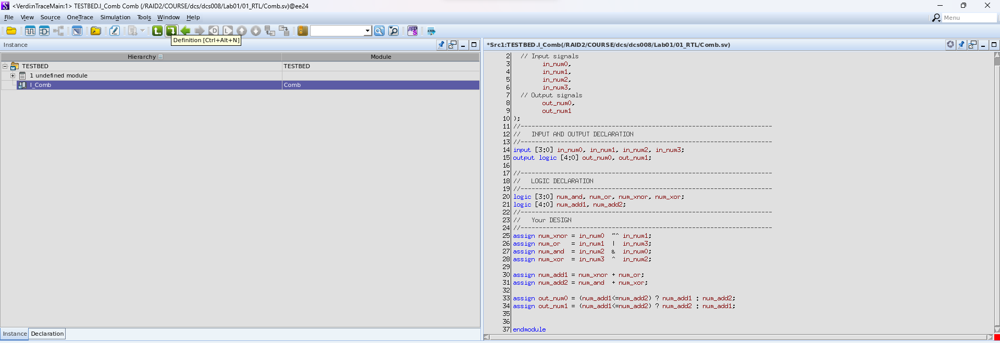 <Verdi:nTraceMain:1> TESTBED.I_Comb Comb (/RAID2/COURSE/dcs/dcs008/Lab01/01_RTL/Comb.sv)@ee24
File View Source OneTrace Simulation Tools Window Help
Menu
Definition [Ctrl+Alt+N]
Instance
Hierarchy Module
TESTBED TESTBED
1 undefined module
I_Comb Comb
Instance Declaration
*Src1:TESTBED.I_Comb(/RAID2/COURSE/dcs/dcs008/Lab01/01_RTL/Comb.sv)
2 // Input signals
3 in_num0,
4 in_num1,
5 in_num2,
6 in_num3,
7 // Output signals
8 out_num0,
9 out_num1
10 );
11 //---------------------------------------------------------------------
12 // INPUT AND OUTPUT DECLARATION
13 //---------------------------------------------------------------------
14 input [3:0] in_num0, in_num1, in_num2, in_num3;
15 output logic [4:0] out_num0, out_num1;
16
17 //---------------------------------------------------------------------
18 // LOGIC DECLARATION
19 //---------------------------------------------------------------------
20 logic [3:0] num_and, num_or, num_xnor, num_xor;
21 logic [4:0] num_add1, num_add2;
22 //---------------------------------------------------------------------
23 // Your DESIGN
24 //---------------------------------------------------------------------
25 assign num_xnor = in_num0 ~^ in_num1;
26 assign num_or = in_num1 | in_num3;
27 assign num_and = in_num2 & in_num0;
28 assign num_xor = in_num3 ^ in_num2;
29
30 assign num_add1 = num_xnor + num_or;
31 assign num_add2 = num_and + num_xor;
32
33 assign out_num0 = (num_add1<=num_add2) ? num_add1 : num_add2;
34 assign out_num1 = (num_add1<=num_add2) ? num_add2 : num_add1;
35
36
37 endmodule